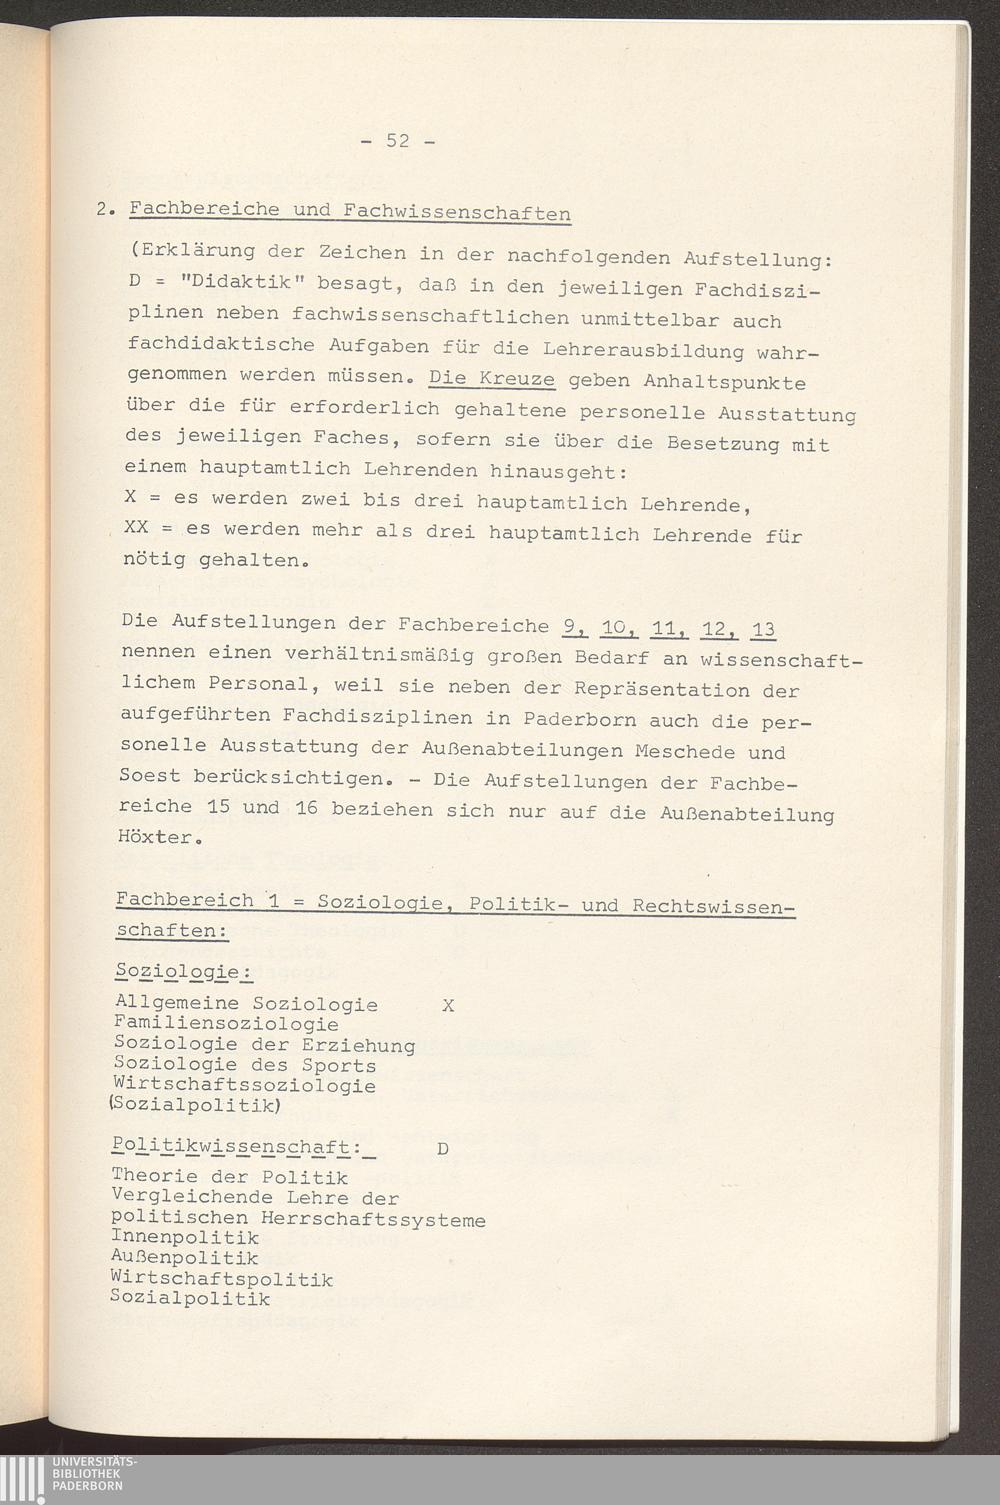 - 52 -
2. Fachbereiche und Fachwissenschaften
(Erklärung der Zeichen in der nachfolgenden Aufstellung:
D = "Didaktik" besagt, daß in den jeweiligen Fachdiszi-
plinen neben fachwissenschaftlichen unmittelbar auch
fachdidaktische Aufgaben für die Lehrerausbildung wahr-
genommen werden müssen. Die Kreuze geben Anhaltspunkte
über die für erforderlich gehaltene personelle Ausstattung
des jeweiligen Faches, sofern sie über die Besetzung mit
einem hauptamtlich Lehrenden hinausgeht:
X = es werden zwei bis drei hauptamtlich Lehrende,
XX = es werden mehr als drei hauptamtlich Lehrende für
nötig gehalten.
Die Aufstellungen der Fachbereiche 9, 10, 11, 12, 13
nennen einen verhältnismäßig großen Bedarf an wissenschaft-
lichem Personal, weil sie neben der Repräsentation der
aufgeführten Fachdisziplinen in Paderborn auch die per-
sonelle Ausstattung der Außenabteilungen Meschede und
Soest berücksichtigen. - Die Aufstellungen der Fachbe-
reiche 15 und 16 beziehen sich nur auf die Außenabteilung
Höxter.
Fachbereich 1 = Soziologie, Politik- und Rechtswissen-
schaften:
Soziologie:
Allgemeine Soziologie X
Familiensoziologie
Soziologie der Erziehung
Soziologie des Sports
Wirtschaftssoziologie
(Sozialpolitik)
Politikwissenschaft: D
Theorie der Politik
Vergleichende Lehre der
politischen Herrschaftssysteme
Innenpolitik
Außenpolitik
Wirtschaftspolitik
Sozialpolitik
UNIVERSITÄTS-
BIBLIOTHEK
PADERBORN